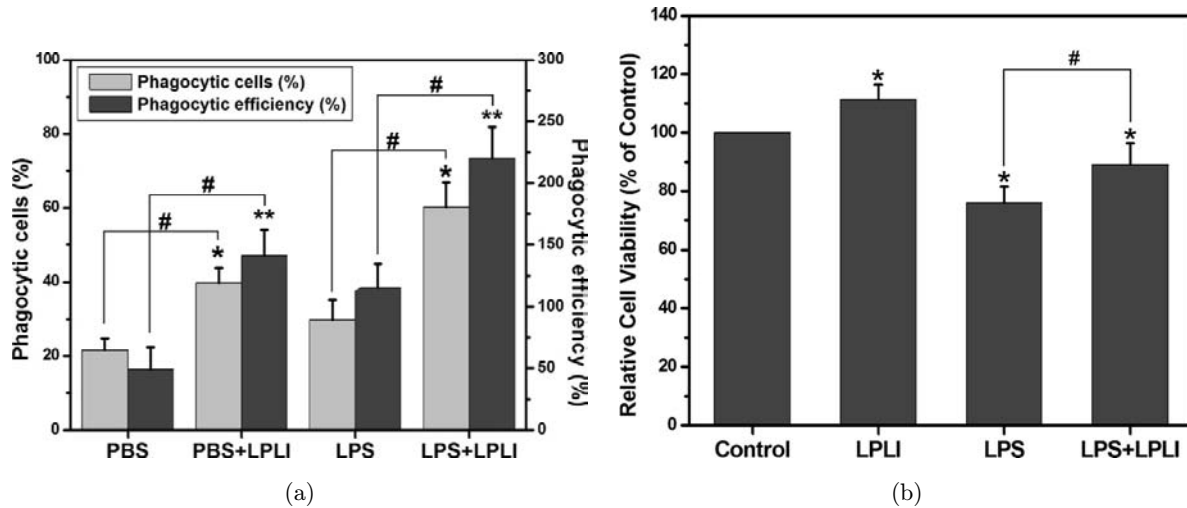 Phagocytic cells (%)
100
80
60
40
20
0
Phagocytic cells (%)
Phagocytic efficiency (%)
#
#
#
#
*
**
*
**
300
250
200
150
100
50
0
Phagocytic efficiency (%)
PBS
PBS+LPLI
LPS
LPS+LPLI
(a)
Relative Cell Viability (% of Control)
140
120
100
80
60
40
20
0
*
*
#
*
Control
LPLI
LPS
LPS+LPLI
(b)